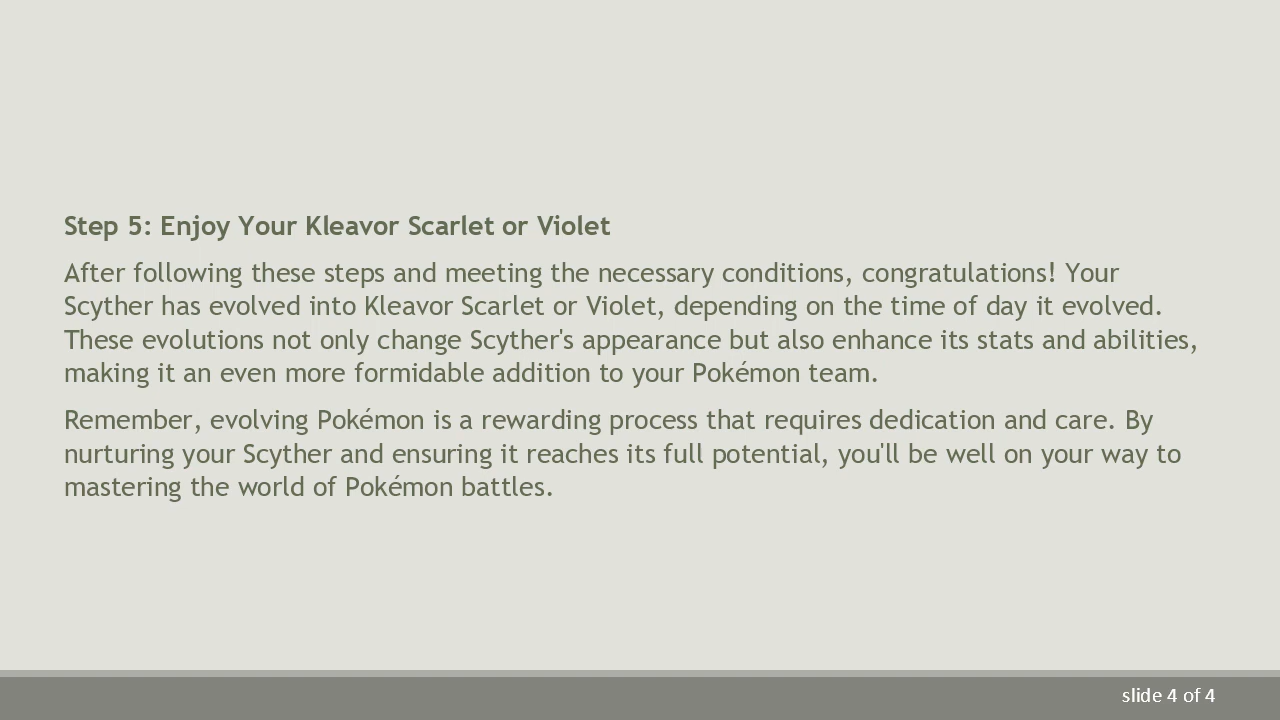 Step 5: Enjoy Your Kleavor Scarlet or Violet
After following these steps and meeting the necessary conditions, congratulations! Your
Scyther has evolved into Kleavor Scarlet or Violet, depending on the time of day it evolved.
These evolutions not only change Scyther's appearance but also enhance its stats and abilities,
making it an even more formidable addition to your Pokémon team.
Remember, evolving Pokémon is a rewarding process that requires dedication and care. By
nurturing your Scyther and ensuring it reaches its full potential, you'll be well on your way to
mastering the world of Pokémon battles.
slide 4 of 4